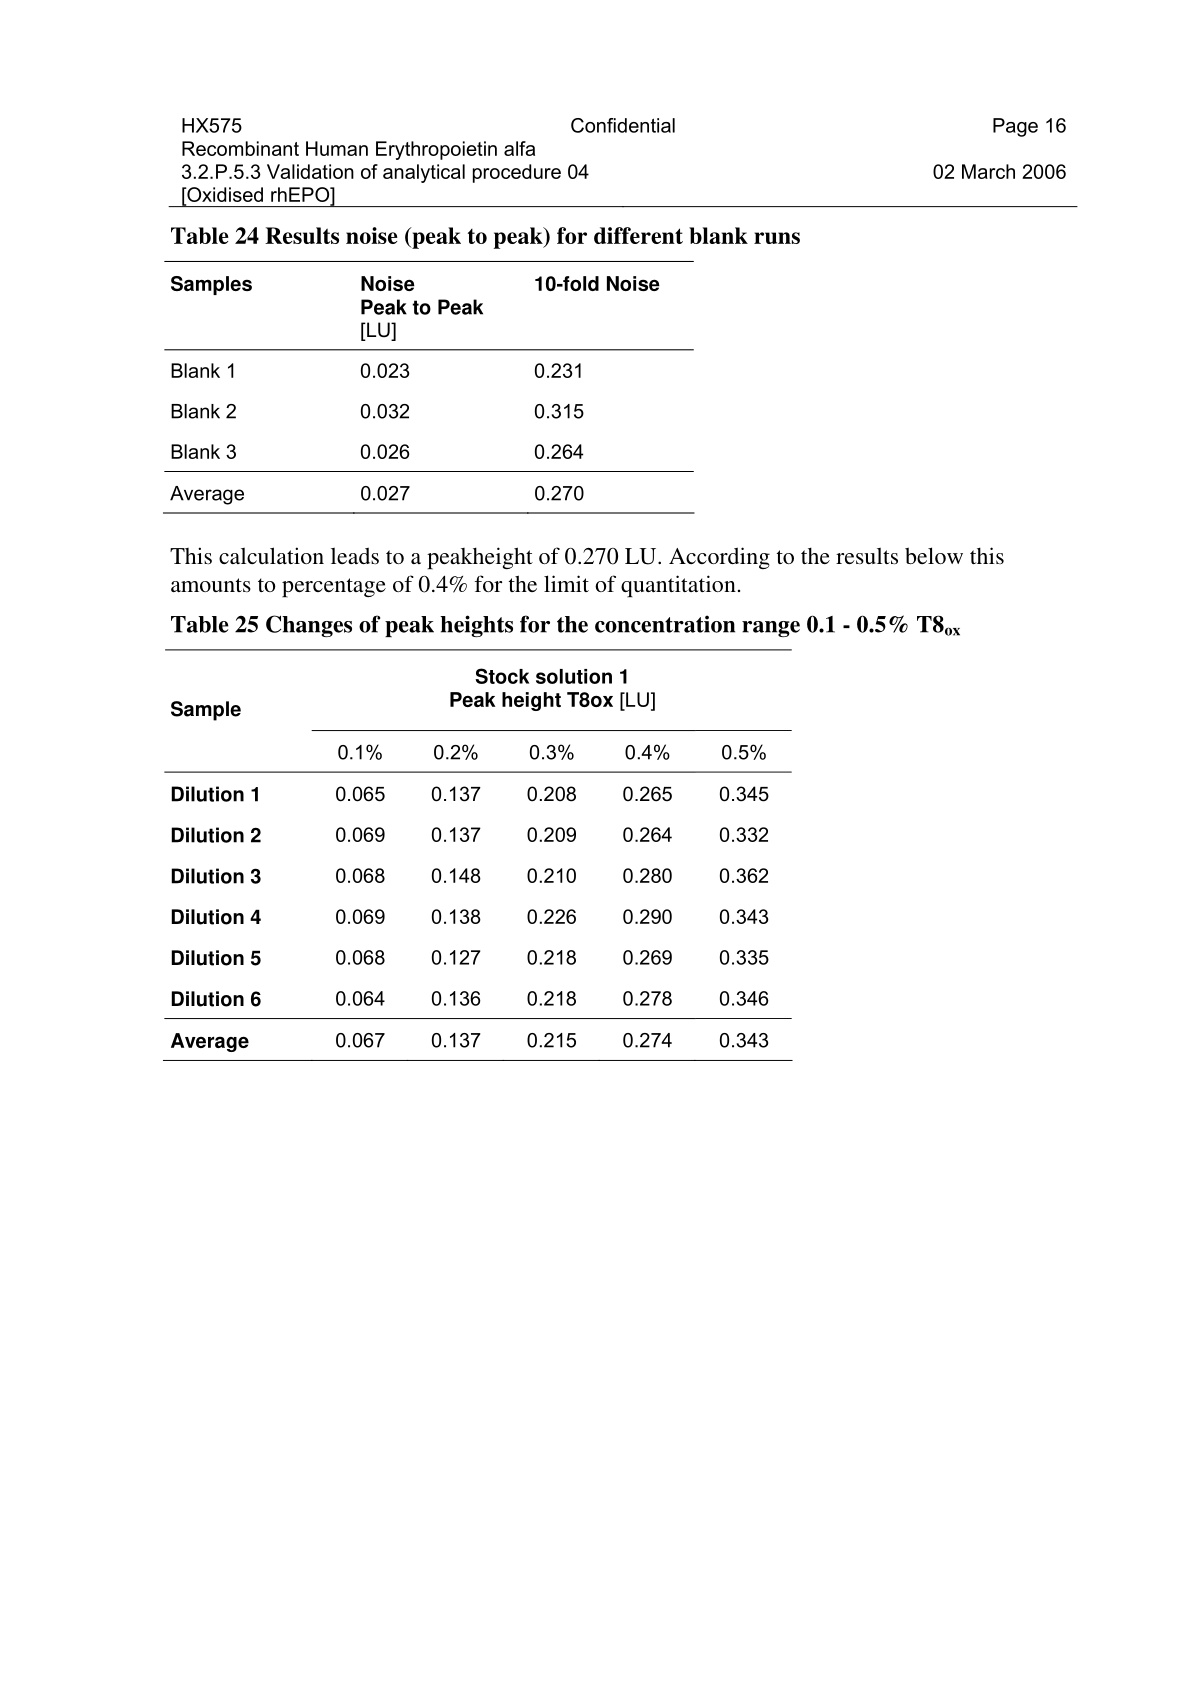 HX575 Confidential Page 16
Recombinant Human Erythropoietin alfa
3.2.P.5.3 Validation of analytical procedure 04 02 March 2006
[Oxidised rhEPO]
Table 24 Results noise (peak to peak) for different blank runs
Samples Noise 10-fold Noise
Peak to Peak
[LU]
Blank 1 0.023 0.231
Blank 2 0.032 0.315
Blank 3 0.026 0.264
Average 0.027 0.270
This calculation leads to a peakheight of 0.270 LU. According to the results below this
amounts to percentage of 0.4% for the limit of quantitation.
Table 25 Changes of peak heights for the concentration range 0.1 - 0.5% T8ox
Stock solution 1
Peak height T8ox [LU]
Sample
0.1% 0.2% 0.3% 0.4% 0.5%
Dilution 1 0.065 0.137 0.208 0.265 0.345
Dilution 2 0.069 0.137 0.209 0.264 0.332
Dilution 3 0.068 0.148 0.210 0.280 0.362
Dilution 4 0.069 0.138 0.226 0.290 0.343
Dilution 5 0.068 0.127 0.218 0.269 0.335
Dilution 6 0.064 0.136 0.218 0.278 0.346
Average 0.067 0.137 0.215 0.274 0.343